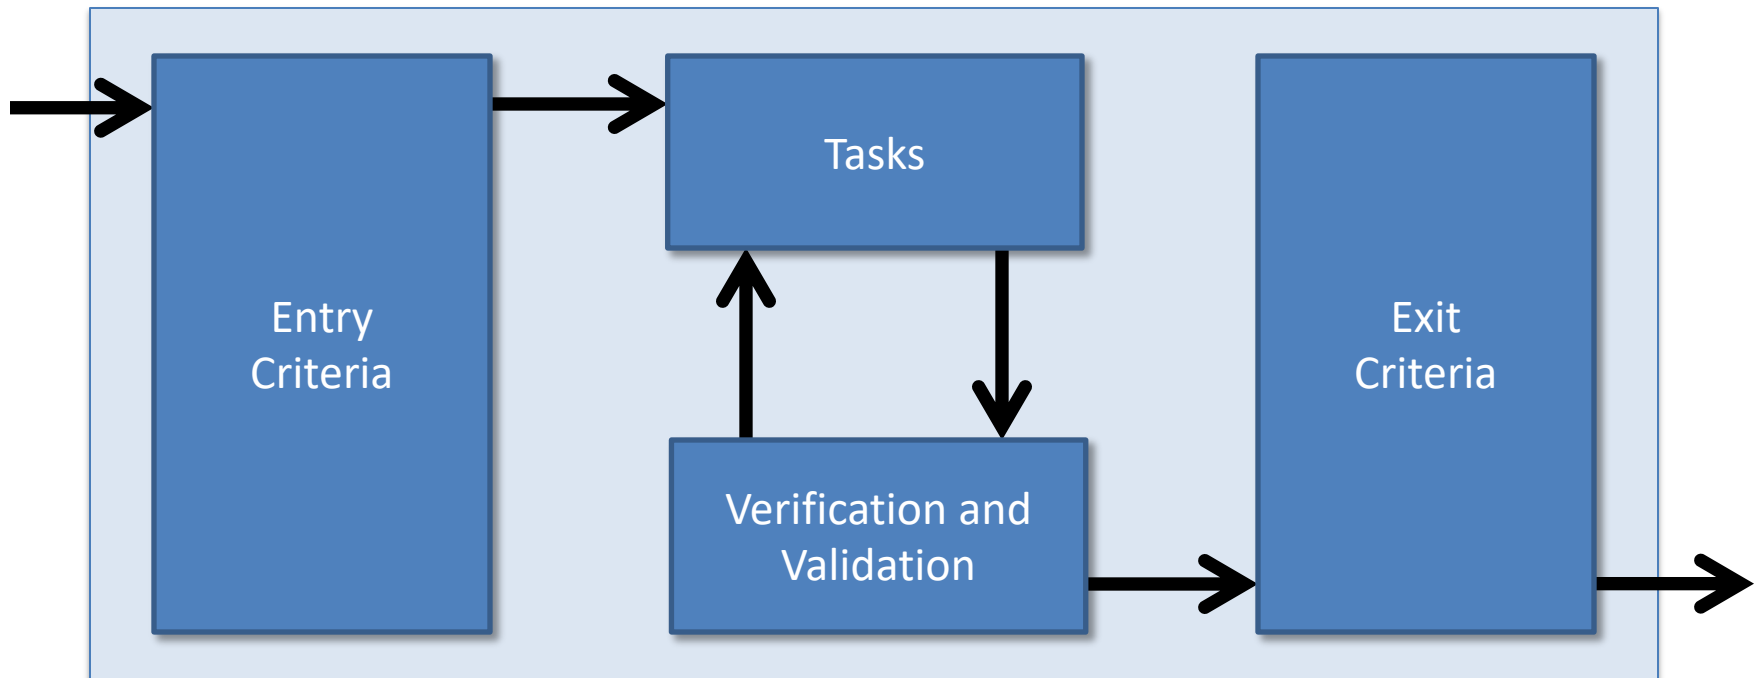 Entry
Criteria
Tasks
Verification and
Validation
Exit
Criteria